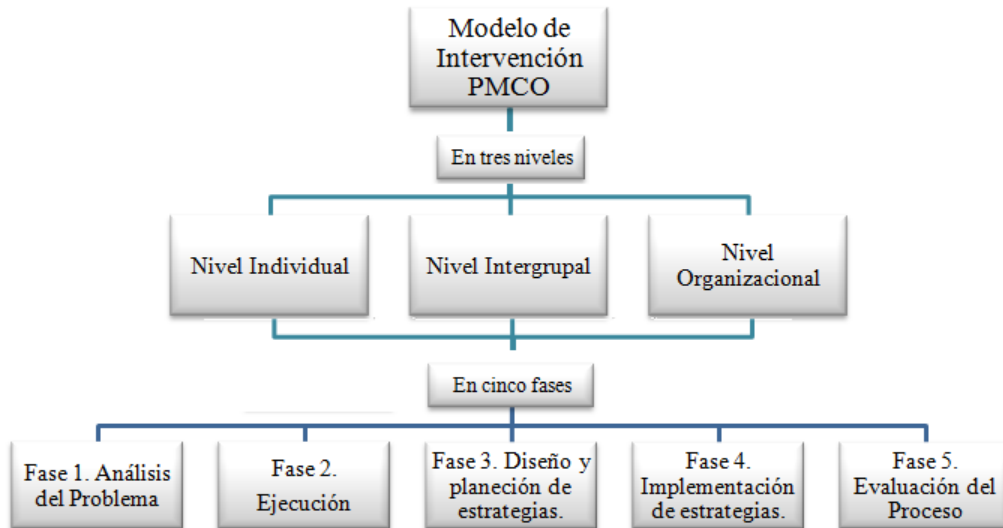 Modelo de
Intervención
PMCO
En tres niveles
Nivel Individual
Nivel Intergrupal
Nivel
Organizacional
En cinco fases
Fase 1. Análisis
del Problema
Fase 2.
Ejecución
Fase 3. Diseño y
planeción de
estrategias.
Fase 4.
Implementación
de estrategias.
Fase 5.
Evaluación del
Proceso